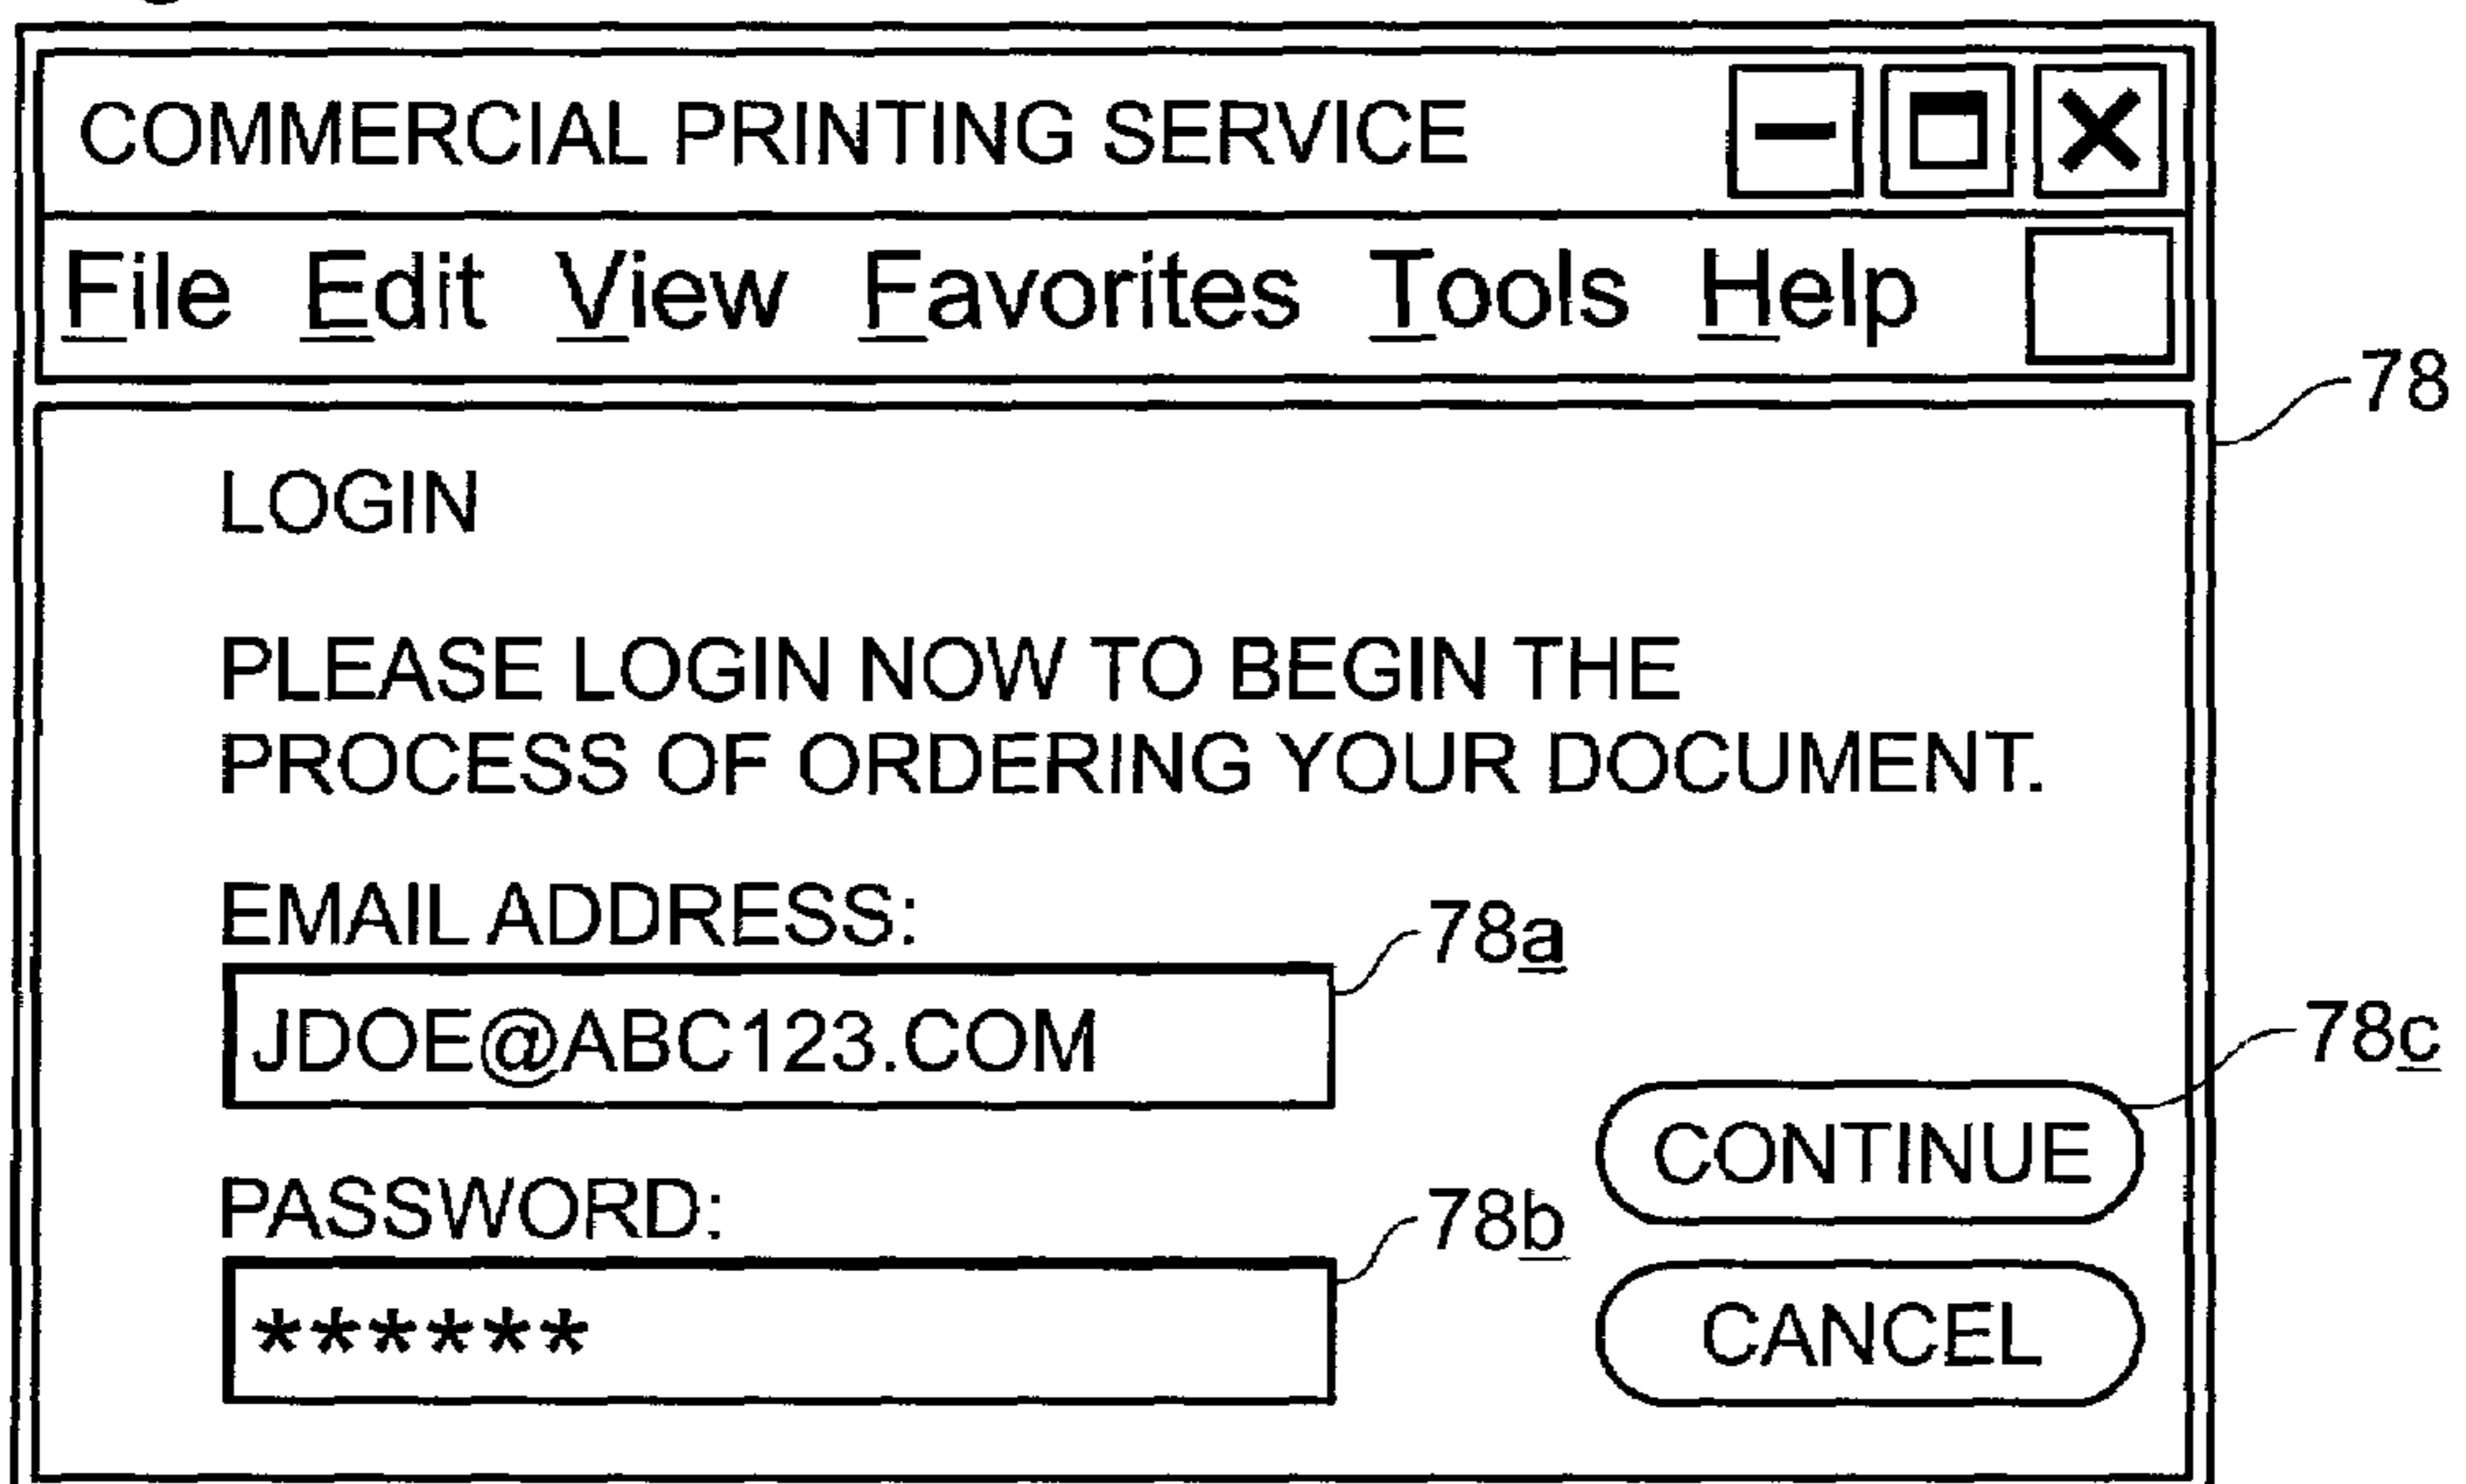 COMMERCIAL PRINTING SERVICE
File Edit View Favorites Tools Help
78
LOGIN
PLEASE LOGIN NOW TO BEGIN THE
PROCESS OF ORDERING YOUR DOCUMENT.
EMAIL ADDRESS:
78a
JDOE@ABC123.COM
78c
CONTINUE
PASSWORD:
78b
******
CANCEL